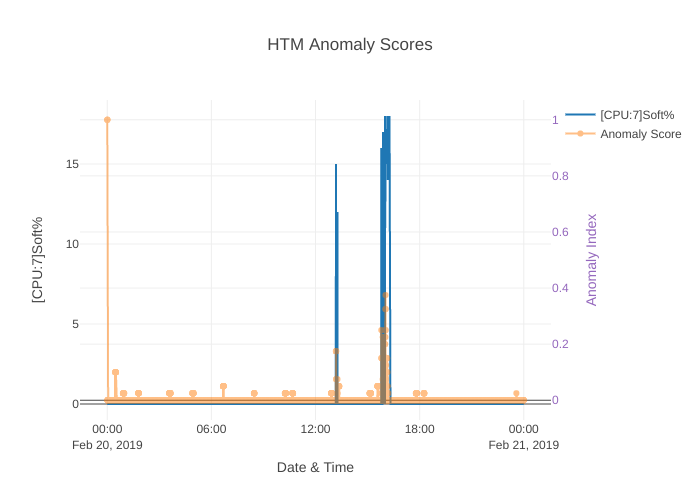 HTM Anomaly Scores
[CPU:7]Soft%
Anomaly Score
[CPU:7]Soft%
15
10
5
0
1
0.8
0.6
0.4
0.2
0
Anomaly Index
00:00
06:00
12:00
18:00
00:00
Feb 20, 2019
Feb 21, 2019
Date & Time